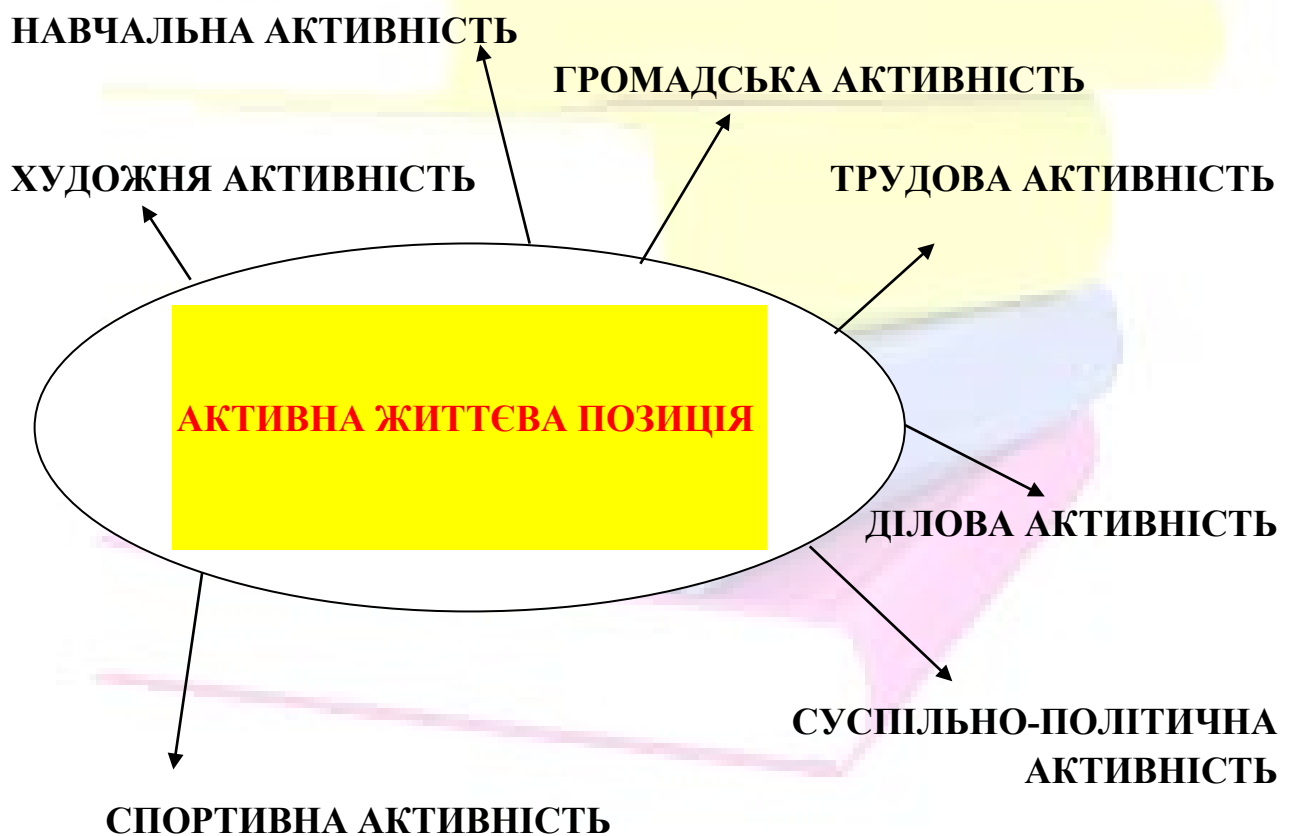 НАВЧАЛЬНА АКТИВНІСТЬ
ГРОМАДСЬКА АКТИВНІСТЬ
ХУДОЖНЯ АКТИВНІСТЬ
ТРУДОВА АКТИВНІСТЬ
АКТИВНА ЖИТТЄВА ПОЗИЦІЯ
ДІЛОВА АКТИВНІСТЬ
СУСПІЛЬНО-ПОЛІТИЧНА
АКТИВНІСТЬ
СПОРТИВНА АКТИВНІСТЬ